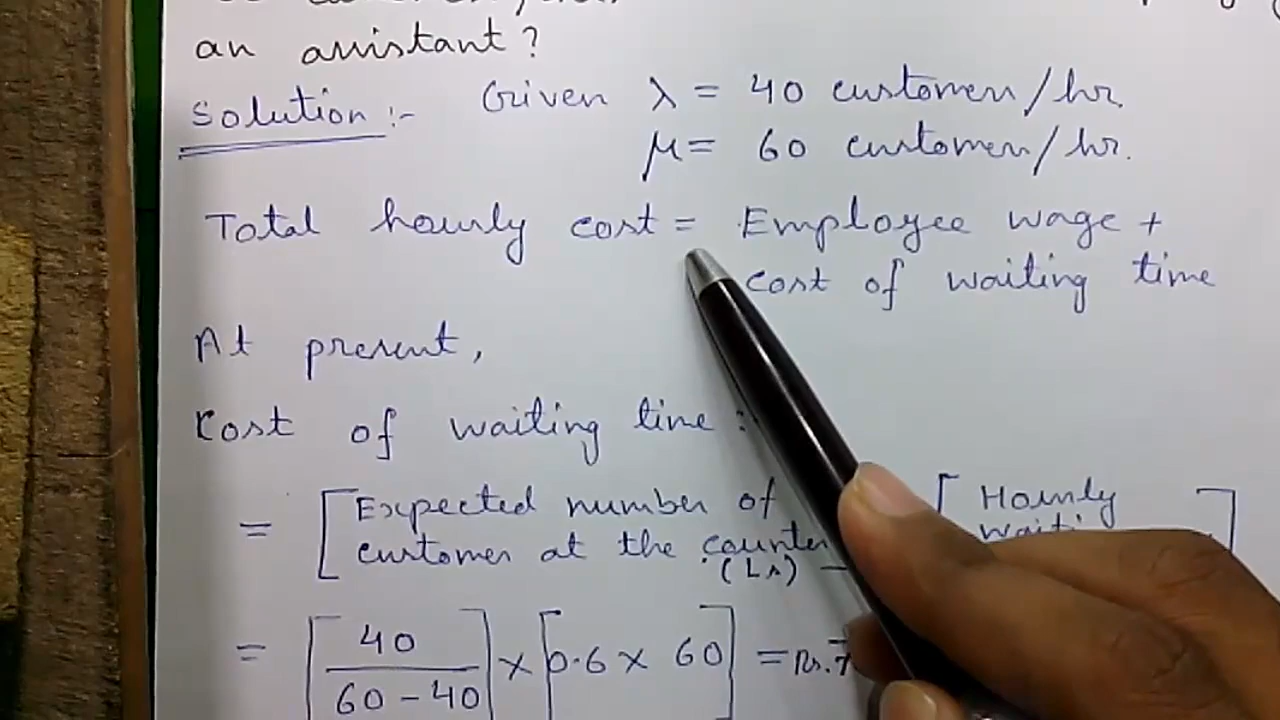 an assistant?
Solution :- Given λ = 40 customers/hr.
μ = 60 customers/hr.
Total hourly cost = Employee wage +
cost of waiting time
At present,
Cost of waiting time :
= [Expected number of [Hourly
customer at the counter
(Ls)
= [40 / 60 - 40] × [0.6 × 60] = Rs. 7